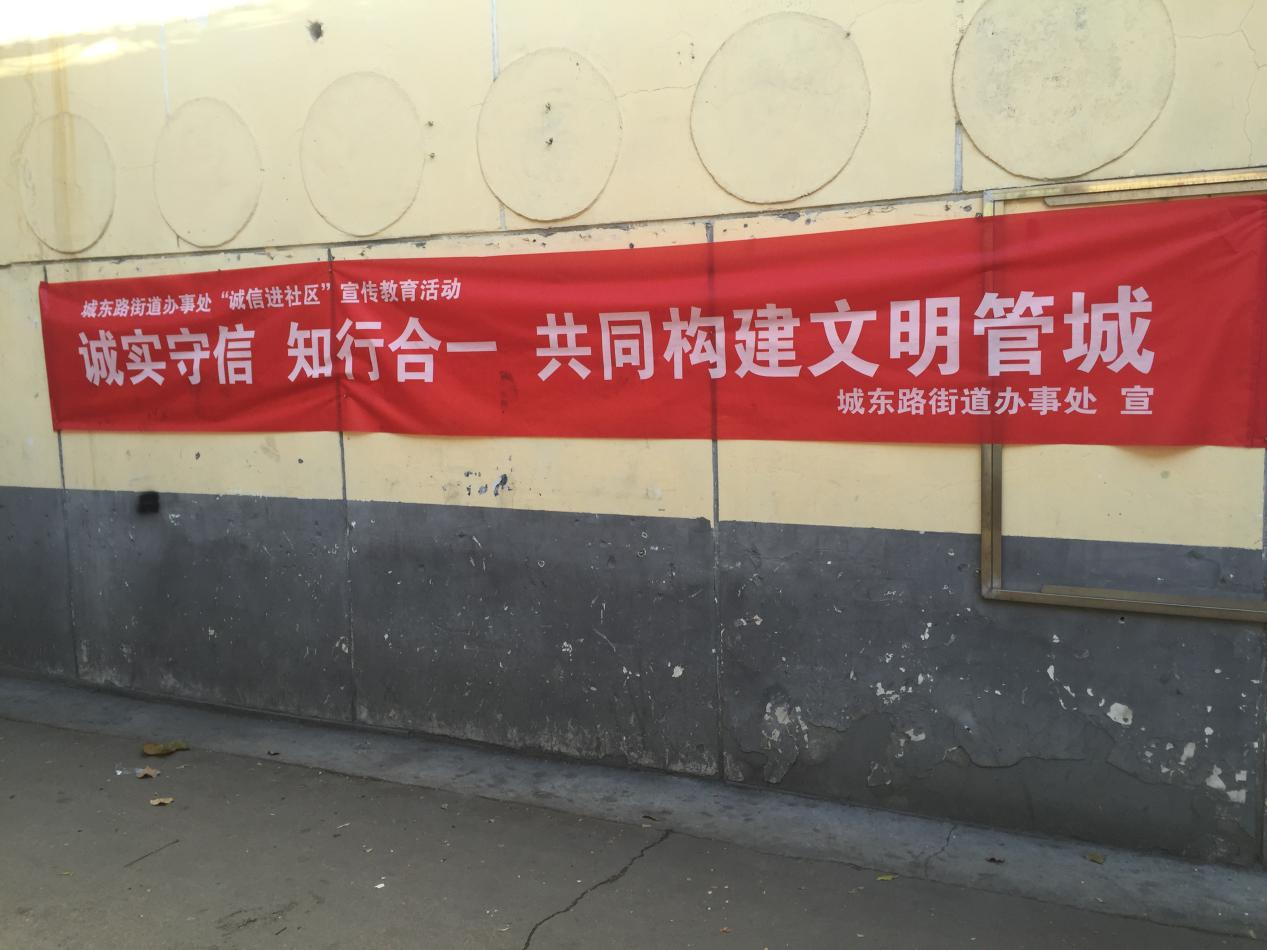 城东路街道办事处“诚信进社区”宣传教育活动
诚实守信 知行合一 共同构建文明管城
城东路街道办事处 宣